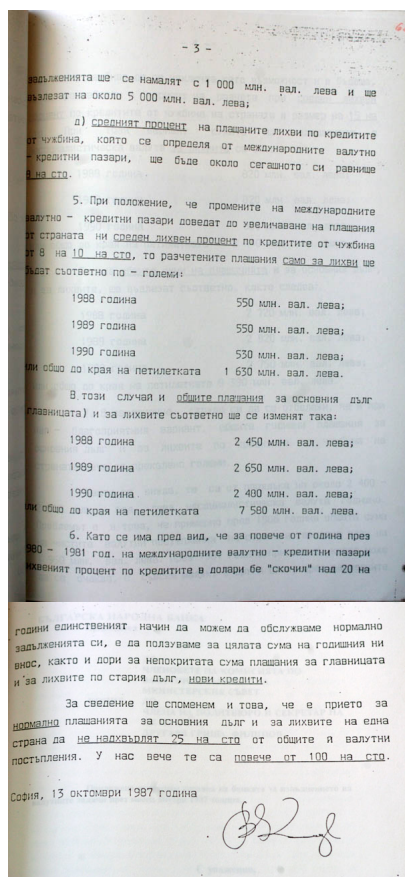 - 3 -
задълженията ще се намалят с 1 000 млн. вал. лева и ще
възлезат на около 5 000 млн. вал. лева;
д) средният процент на плащаните лихви по кредитите
от чужбина, която се определя от международните валутно
- кредитни пазари, ще бъде около сегашното си равнище
8 на сто.
5. При положение, че промените на международните
валутно - кредитни пазари доведат до увеличаване на плащания
от страната ни среден лихвен процент по кредитите от чужбина
от 8 на 10 на сто, то разчетените плащания само за лихви ще
бъдат съответно по - големи:
1988 година 550 млн. вал. лева;
1989 година 550 млн. вал. лева;
1990 година 530 млн. вал. лева;
или общо до края на петилетката 1 630 млн. вал. лева.
В този случай и общите плащания за основния дълг
(главницата) и за лихвите съответно ще се изменят така:
1988 година 2 450 млн. вал. лева;
1989 година 2 650 млн. вал. лева;
1990 година 2 480 млн. вал. лева;
или общо до края на петилетката 7 580 млн. вал. лева.
6. Като се има пред вид, че за повече от година през
1980 - 1981 год. на международните валутно - кредитни пазари
лихвеният процент по кредитите в долари бе "скочил" над 20 на
години единственият начин да можем да обслужваме нормално
задълженията си, е да ползуваме за цялата сума на годишния ни
внос, както и дори за непокритата сума плащания за главницата
и за лихвите по стария дълг, нови кредити.
За сведение ще споменем и това, че е прието за
нормално плащанията за основния дълг и за лихвите на една
страна да не надхвърлят 25 на сто от общите ѝ валутни
постъпления. У нас вече те са повече от 100 на сто.
София, 13 октомври 1987 година